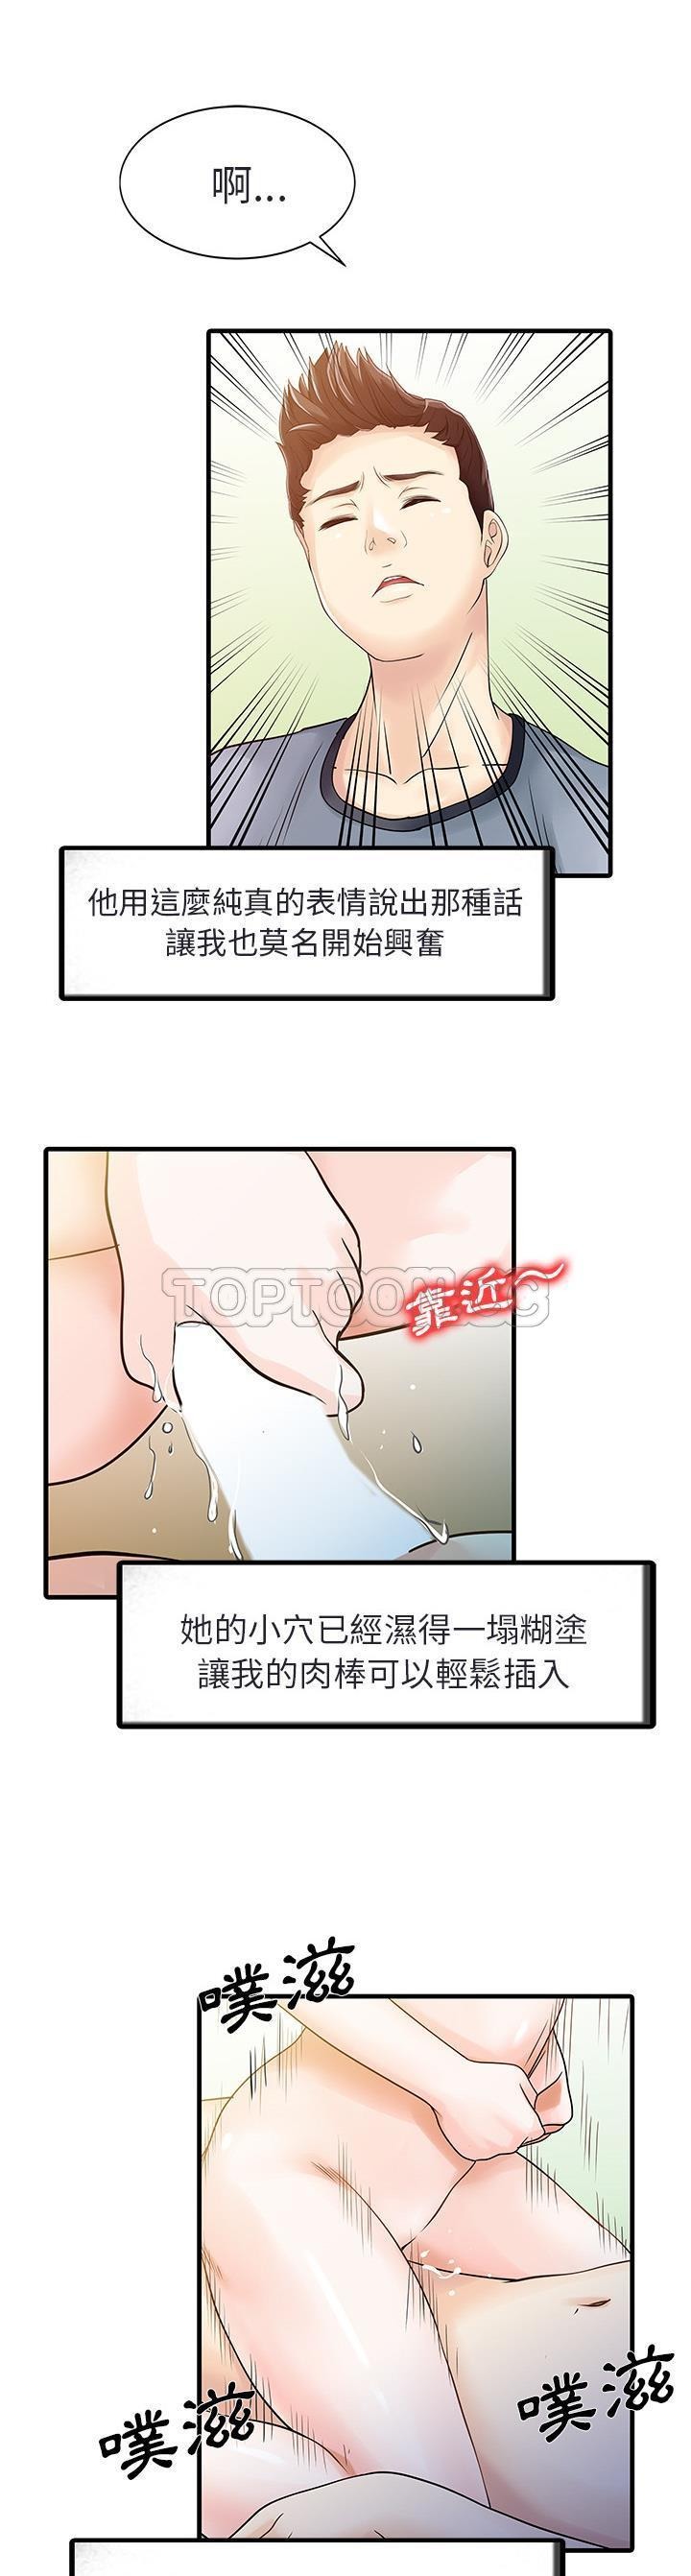 啊...
他用這麼純真的表情說出那種話
讓我也莫名開始興奮
TOPTOON.CC
靠近~
她的小穴已經濕得一塌糊塗
讓我的肉棒可以輕鬆插入
噗滋
噗滋
噗滋